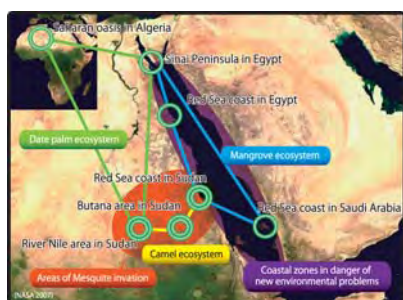 Sahara oasis in Algeria
Sinai Peninsula in Egypt
Red Sea coast in Egypt
Date palm ecosystem
Mangrove ecosystem
Red Sea coast in Sudan
Butana area in Sudan
Red Sea coast in Saudi Arabia
River Nile area in Sudan
Camel ecosystem
Areas of Mesquite invasion
Coastal zones in danger of
new environmental problems
(NASA 2007)